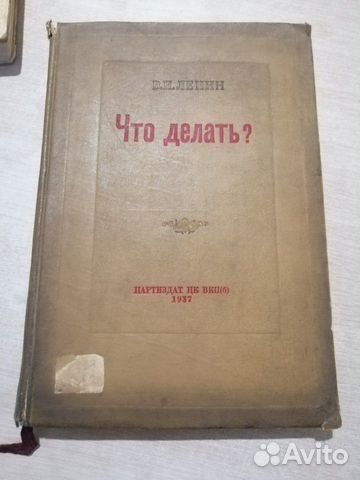 В.И.ЛЕНИН
Что делать?
ПАРТИЗДАТ ЦК ВКП(б)
1937
Avito